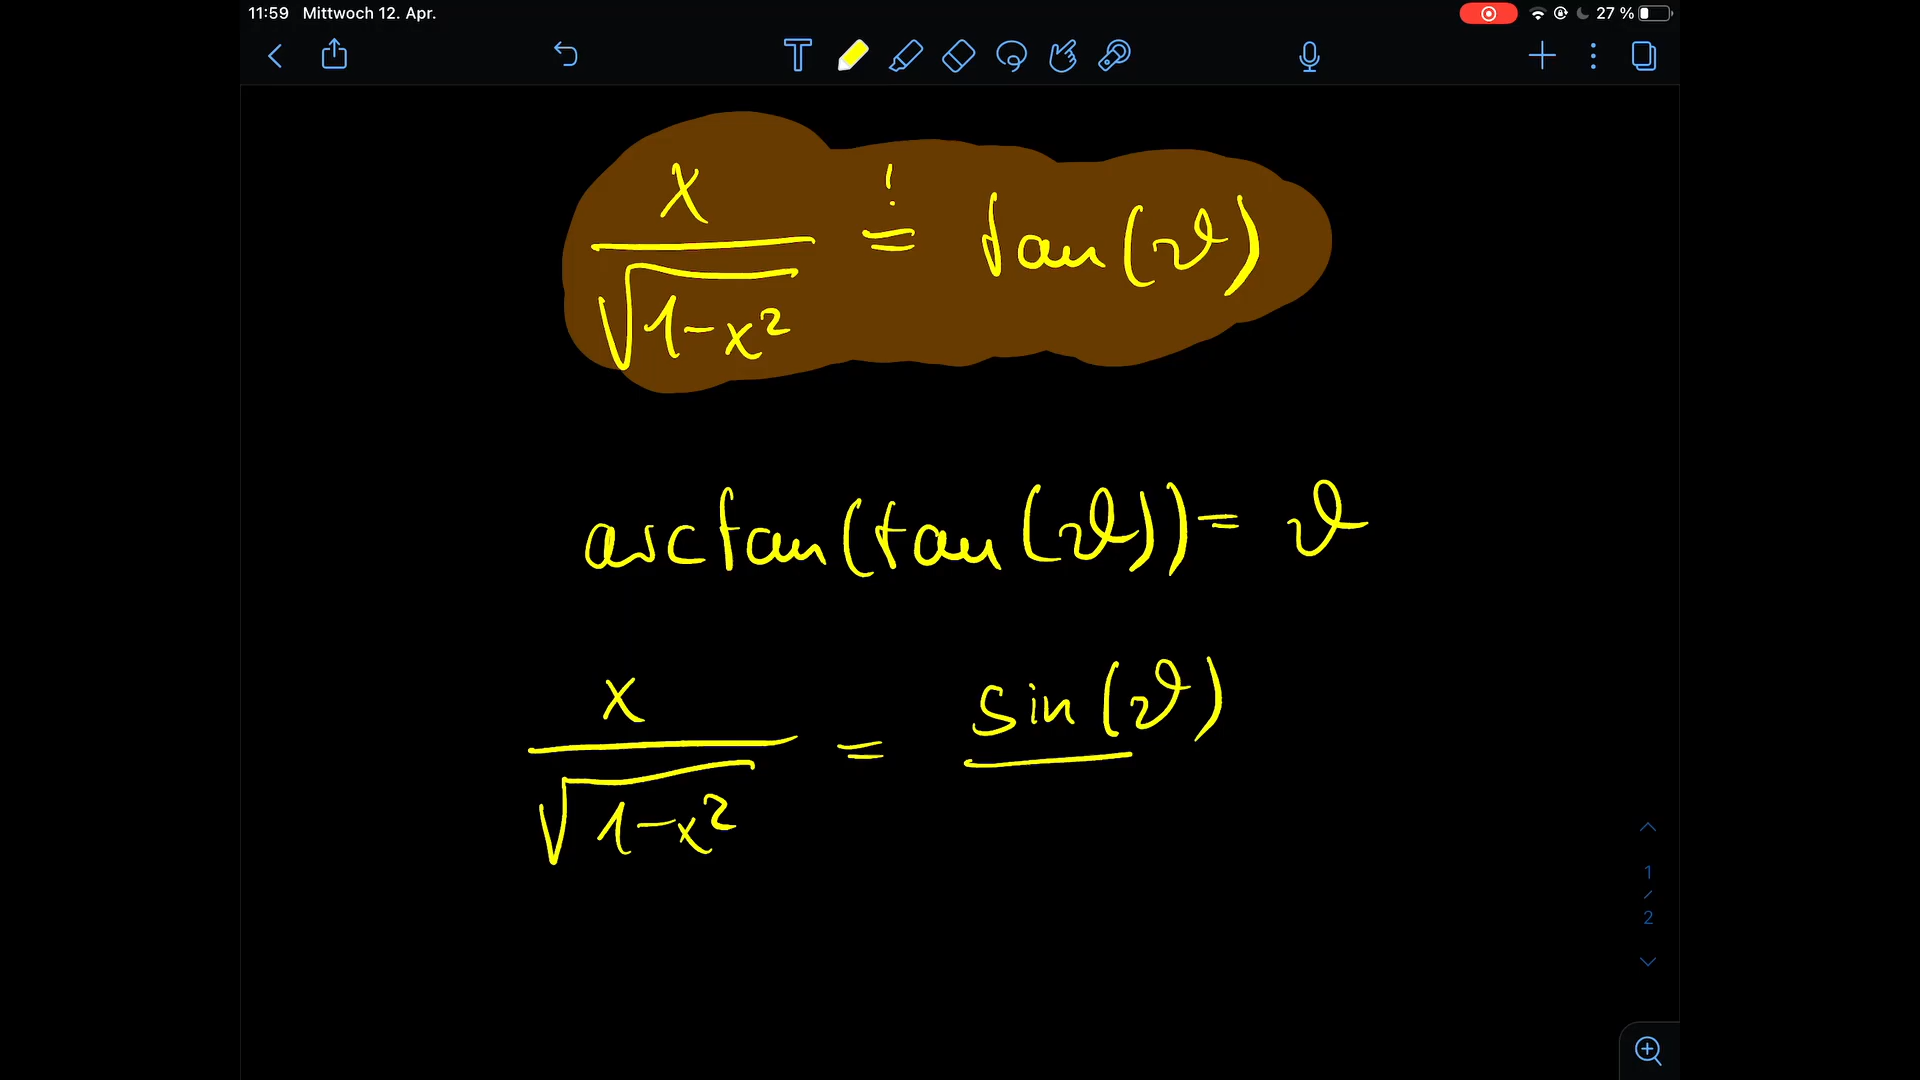 11:59 Mittwoch 12. Apr. 27 %
x / √(1-x²) =! tan(ϑ)
arctan(tan(ϑ)) = ϑ
x / √(1-x²) = sin(ϑ)
1
/
2